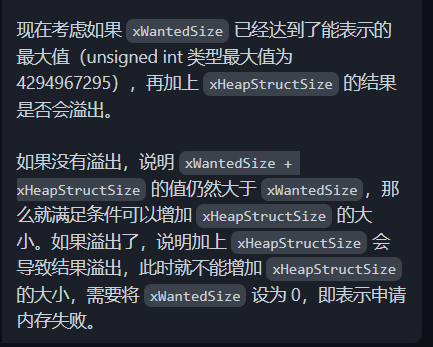 现在考虑如果 xWantedSize 已经达到了能表示的
最大值（unsigned int 类型最大值为
4294967295），再加上 xHeapStructSize 的结果
是否会溢出。
如果没有溢出，说明 xWantedSize +
xHeapStructSize 的值仍然大于 xWantedSize，那
么就满足条件可以增加 xHeapStructSize 的大
小。如果溢出了，说明加上 xHeapStructSize 会
导致结果溢出，此时就不能增加 xHeapStructSize
的大小，需要将 xWantedSize 设为 0，即表示申请
内存失败。